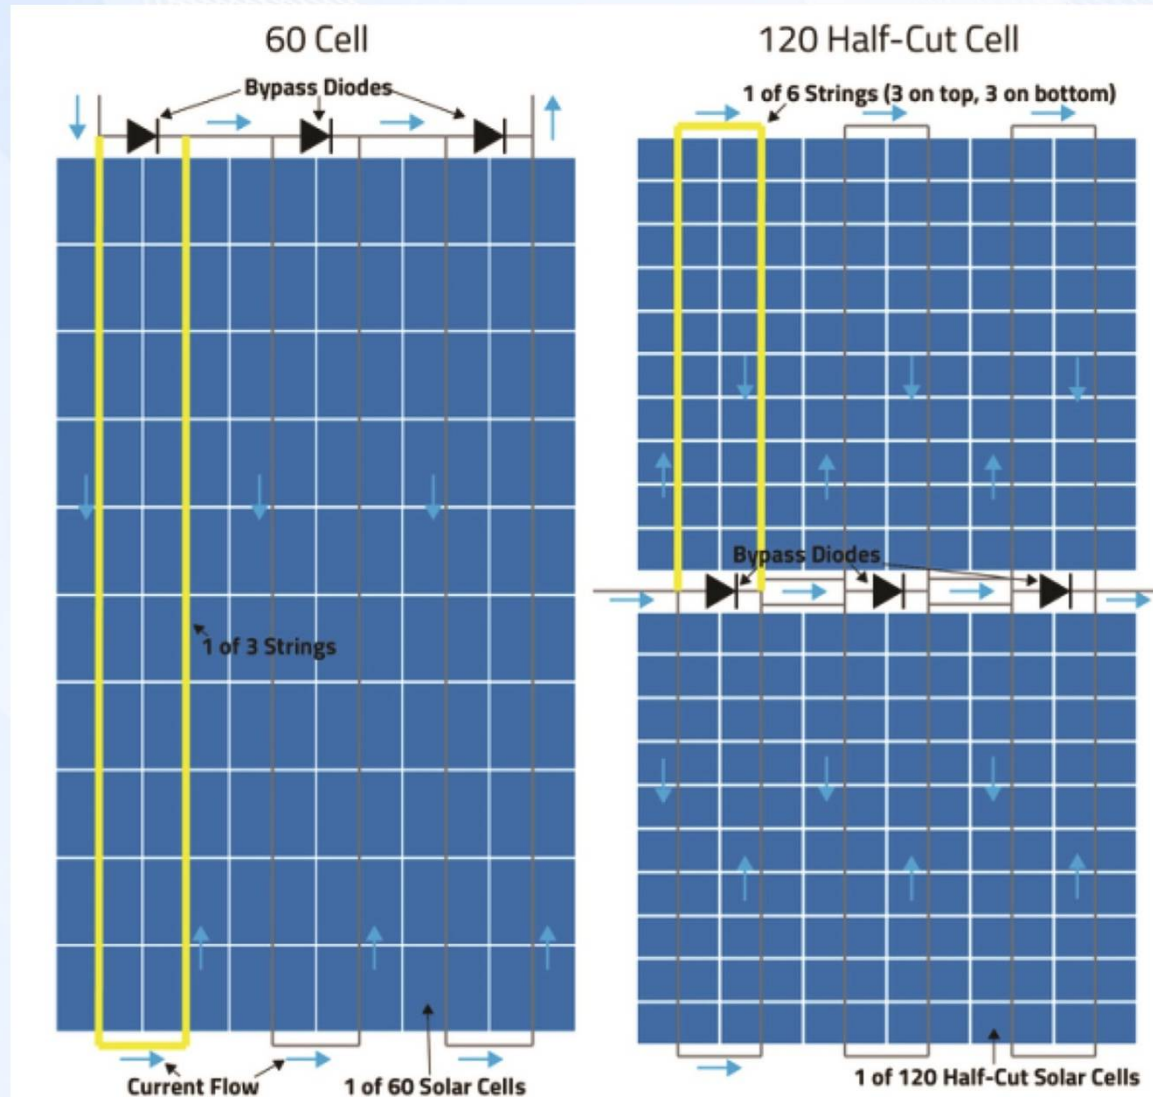 60 Cell
Bypass Diodes
1 of 3 Strings
Current Flow
1 of 60 Solar Cells
120 Half-Cut Cell
1 of 6 Strings (3 on top, 3 on bottom)
Bypass Diodes
1 of 120 Half-Cut Solar Cells